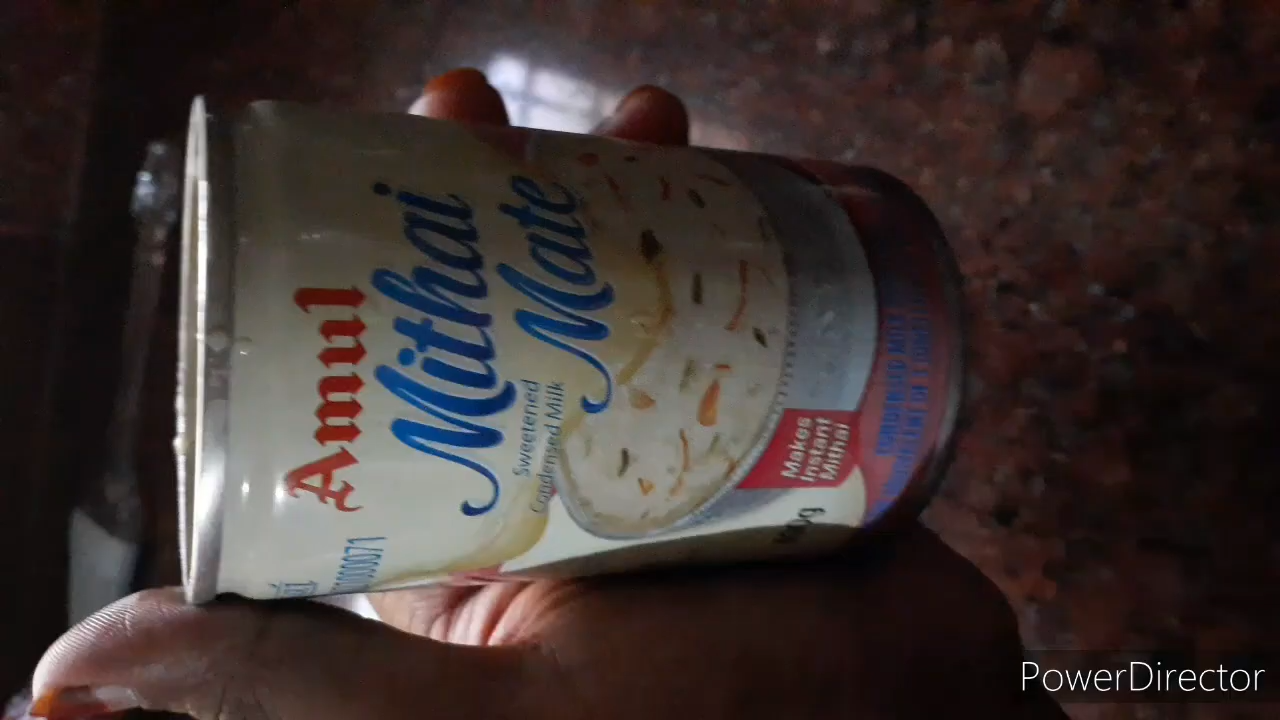 Amul
Mithai
Mate
Sweetened
Condensed Milk
Makes
Instant
Mithai
PowerDirector